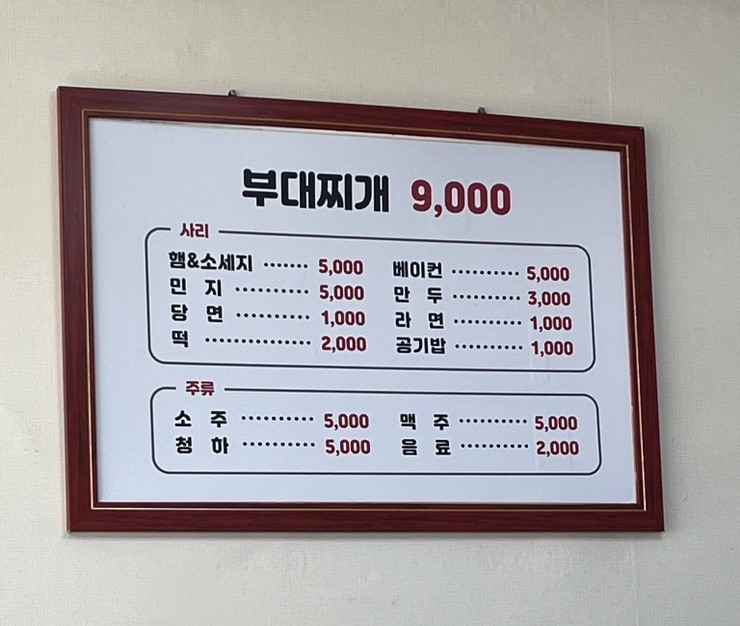 부대찌개 9,000
사리
햄&소세지 ······· 5,000 베이컨 ·········· 5,000
민 지 ··········· 5,000 만 두 ·········· 3,000
당 면 ··········· 1,000 라 면 ·········· 1,000
떡 ················ 2,000 공기밥 ·········· 1,000
주류
소 주 ··········· 5,000 맥 주 ·········· 5,000
청 하 ··········· 5,000 음 료 ·········· 2,000